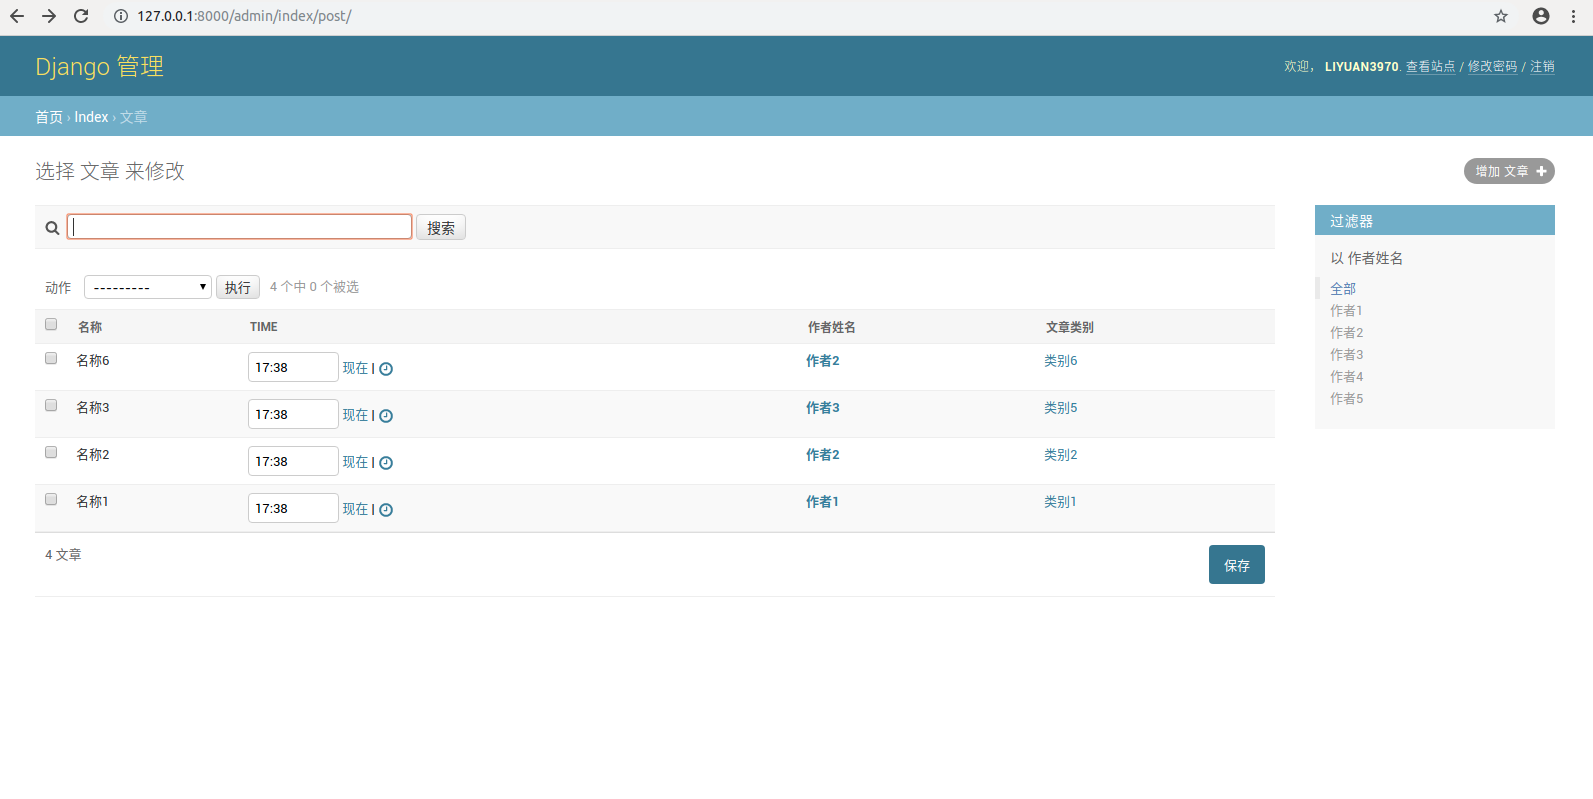 127.0.0.1:8000/admin/index/post/
Django 管理
欢迎， LIYUAN3970. 查看站点 / 修改密码 / 注销
首页 › Index › 文章
选择 文章 来修改
增加 文章
搜索
过滤器
以 作者姓名
全部
作者1
作者2
作者3
作者4
作者5
动作 --------- 执行 4 个中 0 个被选
名称 TIME 作者姓名 文章类别
名称6 17:38 现在 | 作者2 类别6
名称3 17:38 现在 | 作者3 类别5
名称2 17:38 现在 | 作者2 类别2
名称1 17:38 现在 | 作者1 类别1
4 文章
保存